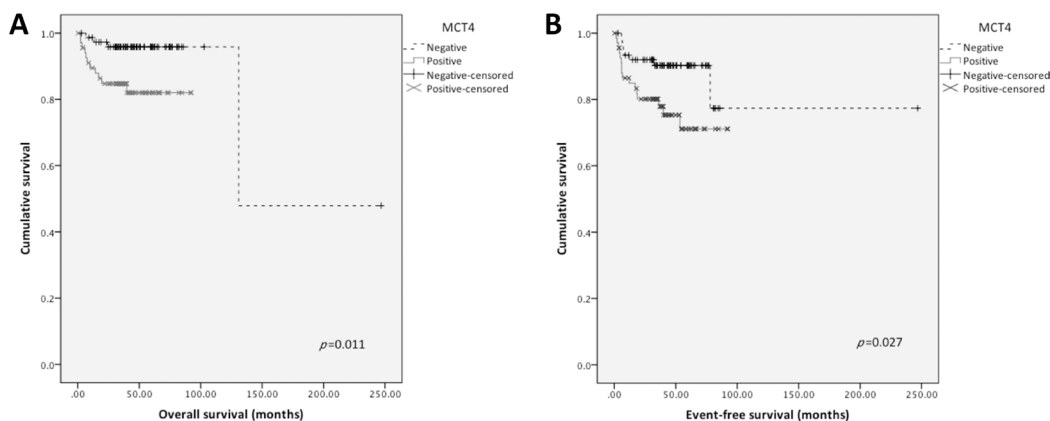 A
MCT4
Negative
Positive
Negative-censored
Positive-censored
Cumulative survival
1.0
0.8
0.6
0.4
0.2
0.0
.00 50.00 100.00 150.00 200.00 250.00
Overall survival (months)
p=0.011
B
MCT4
Negative
Positive
Negative-censored
Positive-censored
Cumulative survival
1.0
0.8
0.6
0.4
0.2
0.0
.00 50.00 100.00 150.00 200.00 250.00
Event-free survival (months)
p=0.027